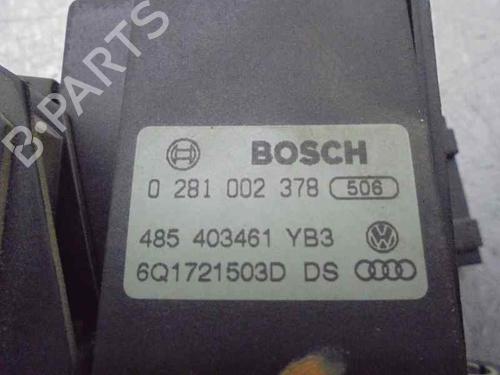 B-PARTS
BOSCH
0 281 002 378 506
485 403461 YB3
6Q1721503D DS